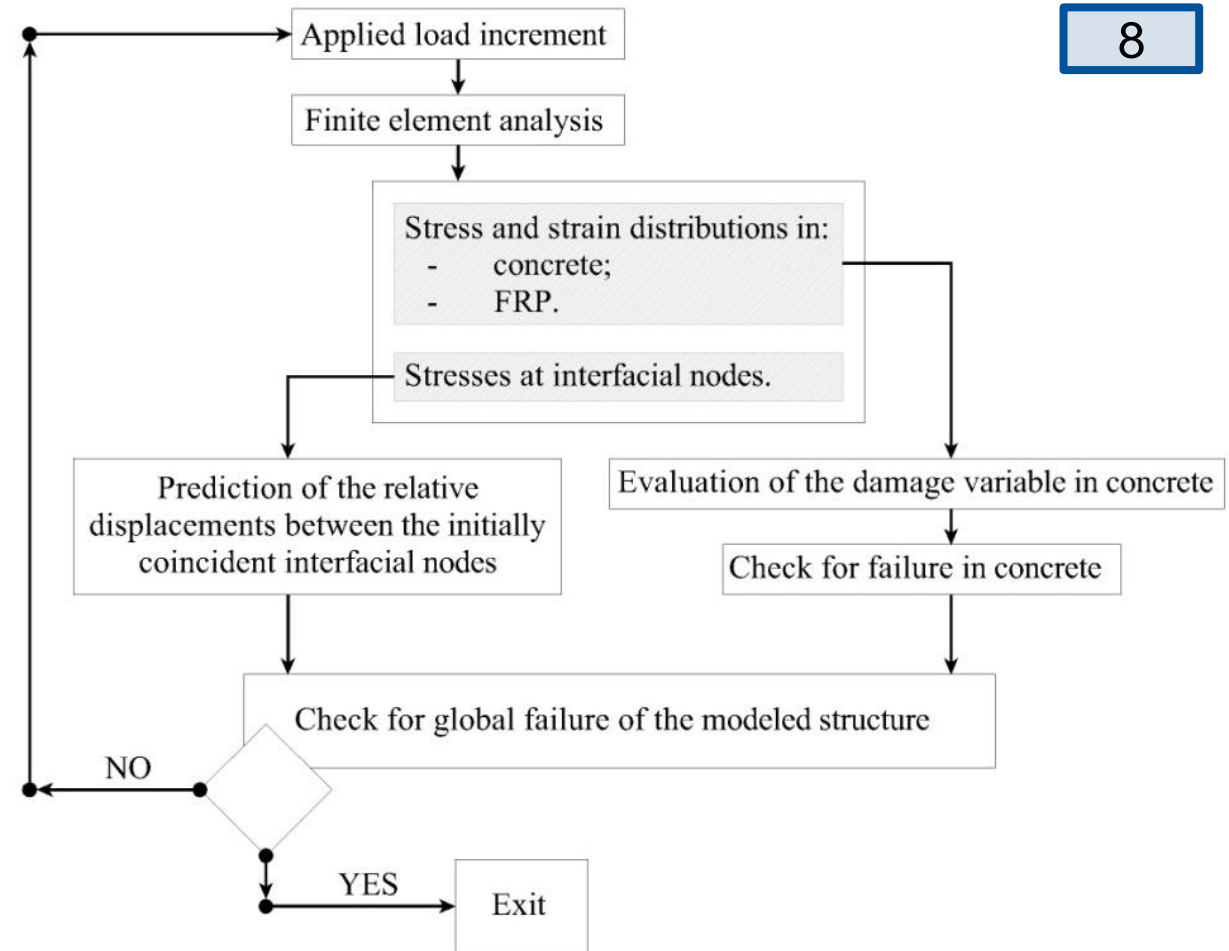 8
Applied load increment
Finite element analysis
Stress and strain distributions in:
- concrete;
- FRP.
Stresses at interfacial nodes.
Prediction of the relative
displacements between the initially
coincident interfacial nodes
Evaluation of the damage variable in concrete
Check for failure in concrete
Check for global failure of the modeled structure
NO
YES
Exit